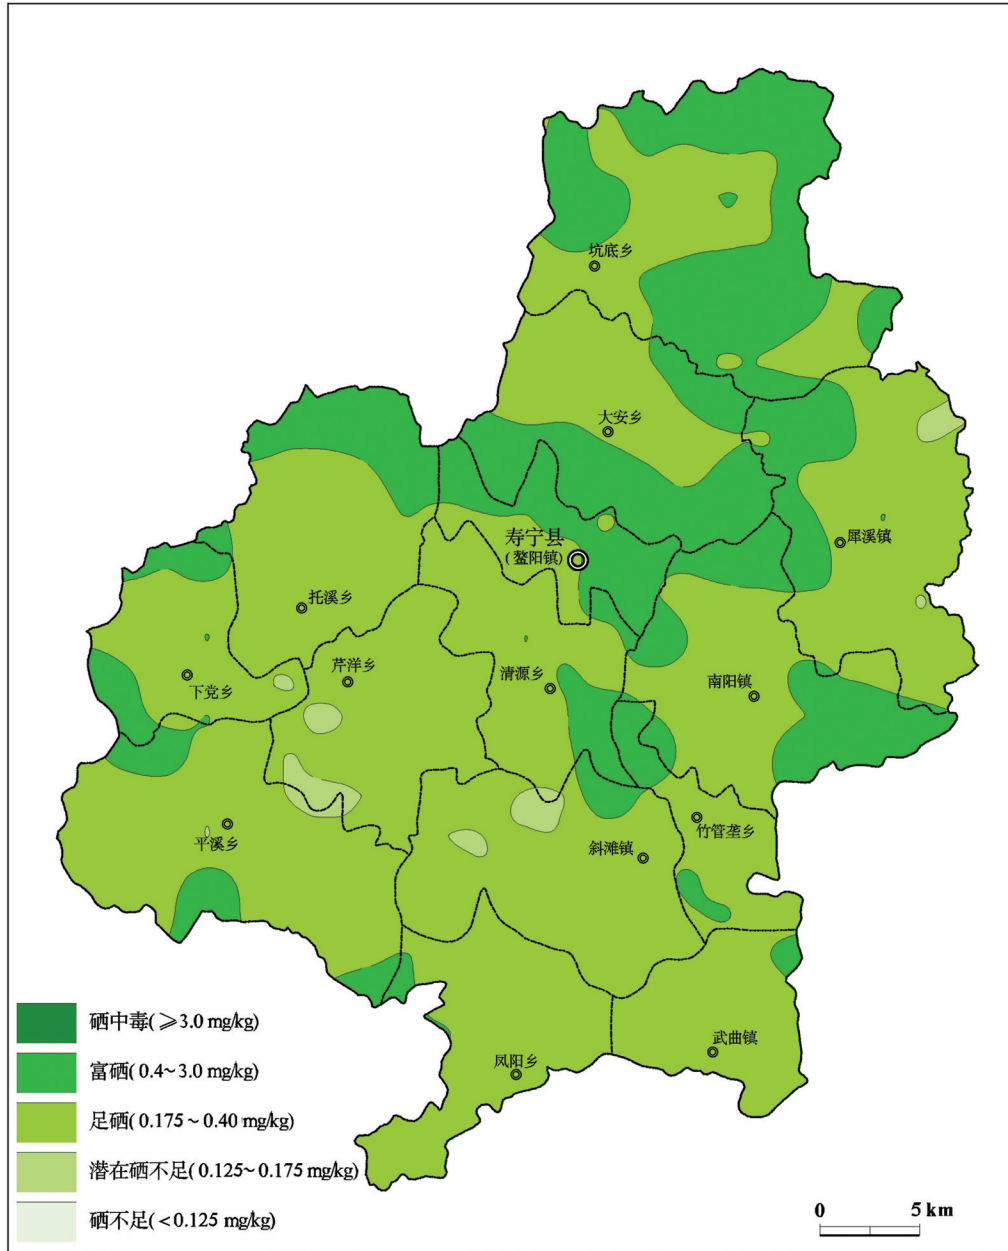 坑底乡
大安乡
寿宁县
(鳌阳镇)
犀溪镇
托溪乡
芹洋乡
清源乡
南阳镇
下党乡
平溪乡
竹管垄乡
斜滩镇
武曲镇
凤阳乡
硒中毒(≥3.0 mg/kg)
富硒(0.4~3.0 mg/kg)
足硒(0.175~0.40 mg/kg)
潜在硒不足(0.125~0.175 mg/kg)
硒不足(<0.125 mg/kg)
0 5 km